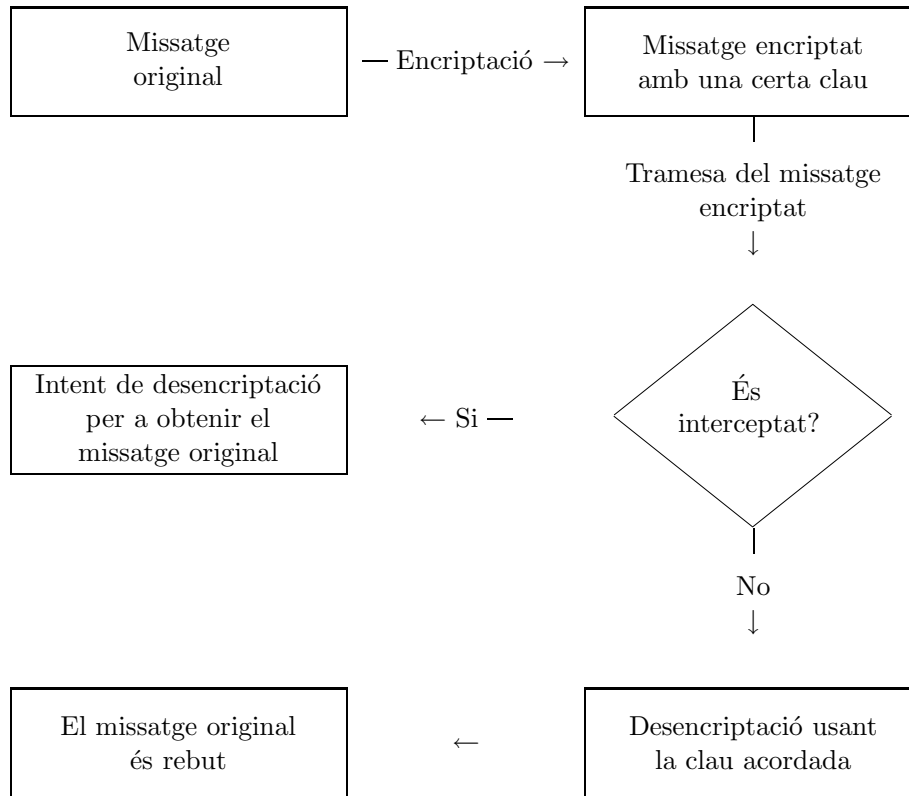 Missatge
original
— Encriptació →
Missatge encriptat
amb una certa clau
Tramesa del missatge
encriptat
↓
És
interceptat?
← Si —
Intent de desencriptació
per a obtenir el
missatge original
No
↓
Desencriptació usant
la clau acordada
←
El missatge original
és rebut